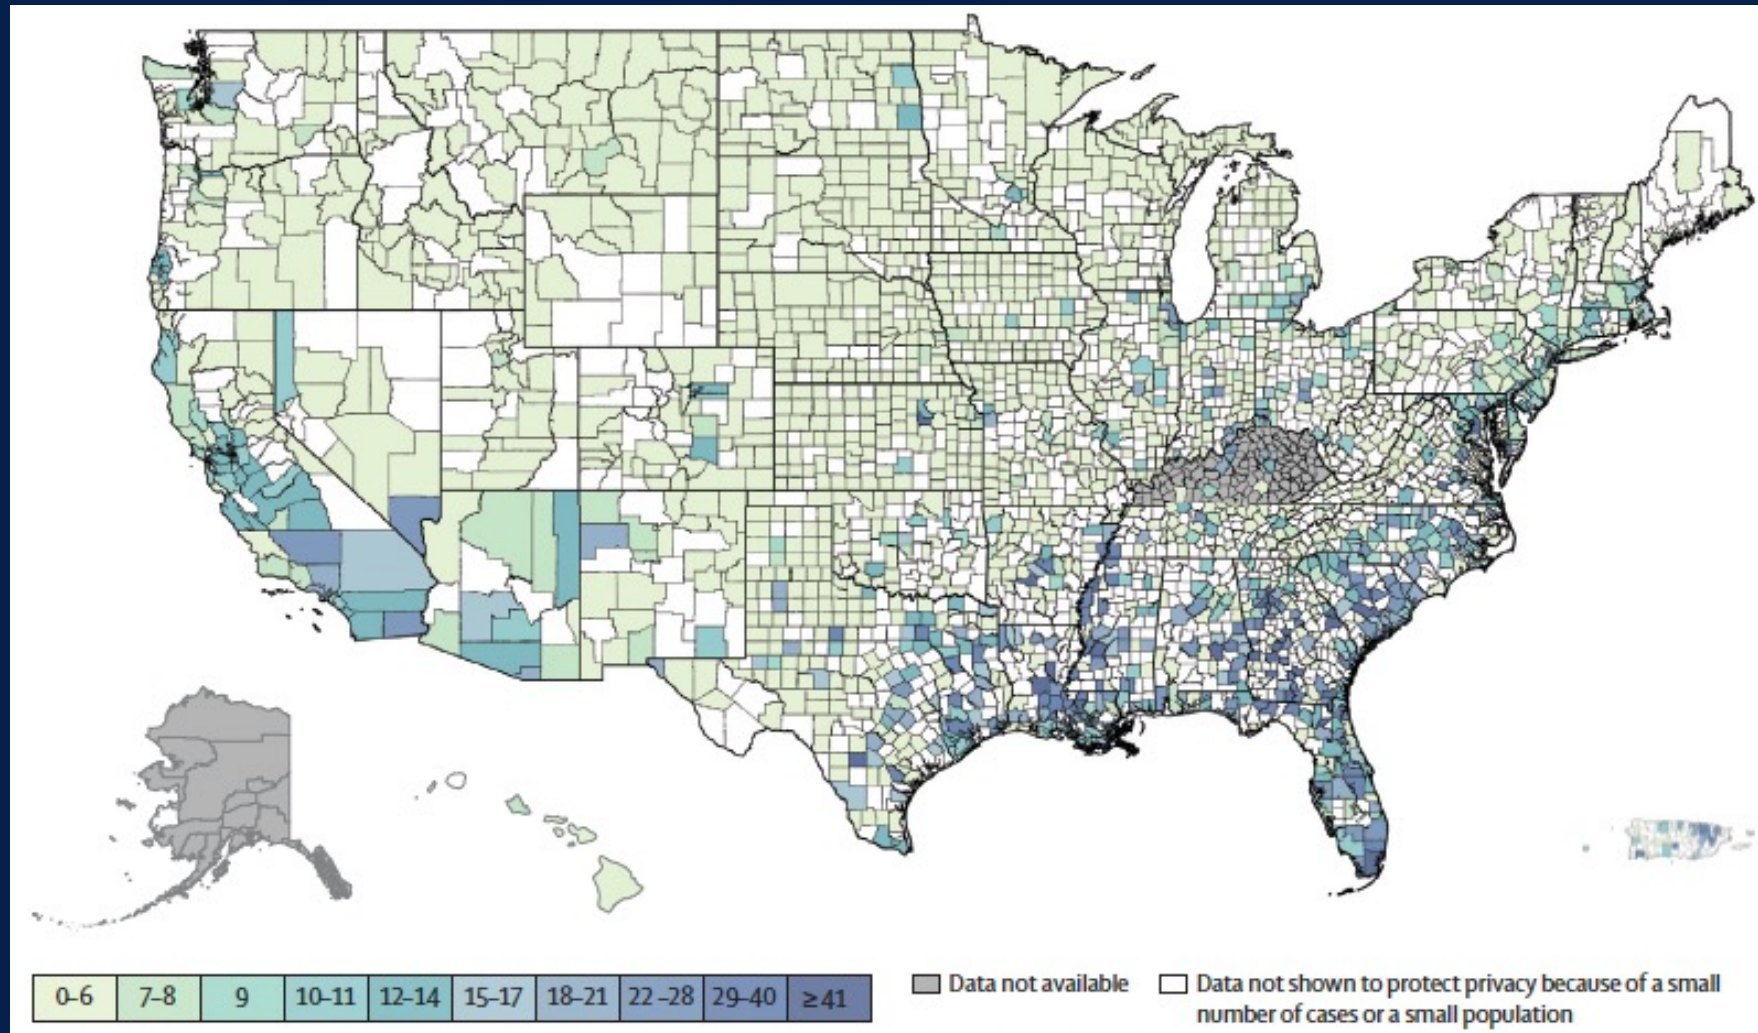 0–6 7–8 9 10–11 12–14 15–17 18–21 22–28 29–40 ≥41
Data not available
Data not shown to protect privacy because of a small
number of cases or a small population